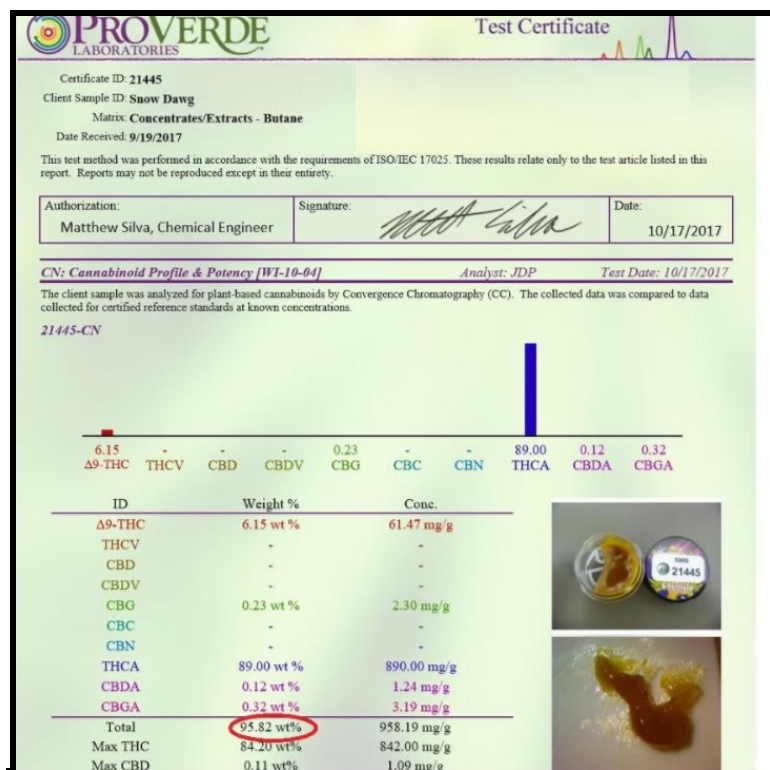 PROVERDE
LABORATORIES
Test Certificate
Certificate ID: 21445
Client Sample ID: Snow Dawg
Matrix: Concentrates/Extracts - Butane
Date Received: 9/19/2017
This test method was performed in accordance with the requirements of ISO/IEC 17025. These results relate only to the test article listed in this
report. Reports may not be reproduced except in their entirety.
Authorization:
Matthew Silva, Chemical Engineer
Signature:
Matt Silva
Date:
10/17/2017
CN: Cannabinoid Profile & Potency [WI-10-04]
Analyst: JDP
Test Date: 10/17/2017
The client sample was analyzed for plant-based cannabinoids by Convergence Chromatography (CC). The collected data was compared to data
collected for certified reference standards at known concentrations.
21445-CN
6.15 - - - 0.23 - - 89.00 0.12 0.32
Δ9-THC THCV CBD CBDV CBG CBC CBN THCA CBDA CBGA
ID Weight % Conc.
Δ9-THC 6.15 wt % 61.47 mg/g
THCV - -
CBD - -
CBDV - -
CBG 0.23 wt % 2.30 mg/g
CBC - -
CBN - -
THCA 89.00 wt % 890.00 mg/g
CBDA 0.12 wt % 1.24 mg/g
CBGA 0.32 wt % 3.19 mg/g
Total 95.82 wt% 958.19 mg/g
Max THC 84.20 wt% 842.00 mg/g
Max CBD 0.11 wt% 1.09 mg/g
21445